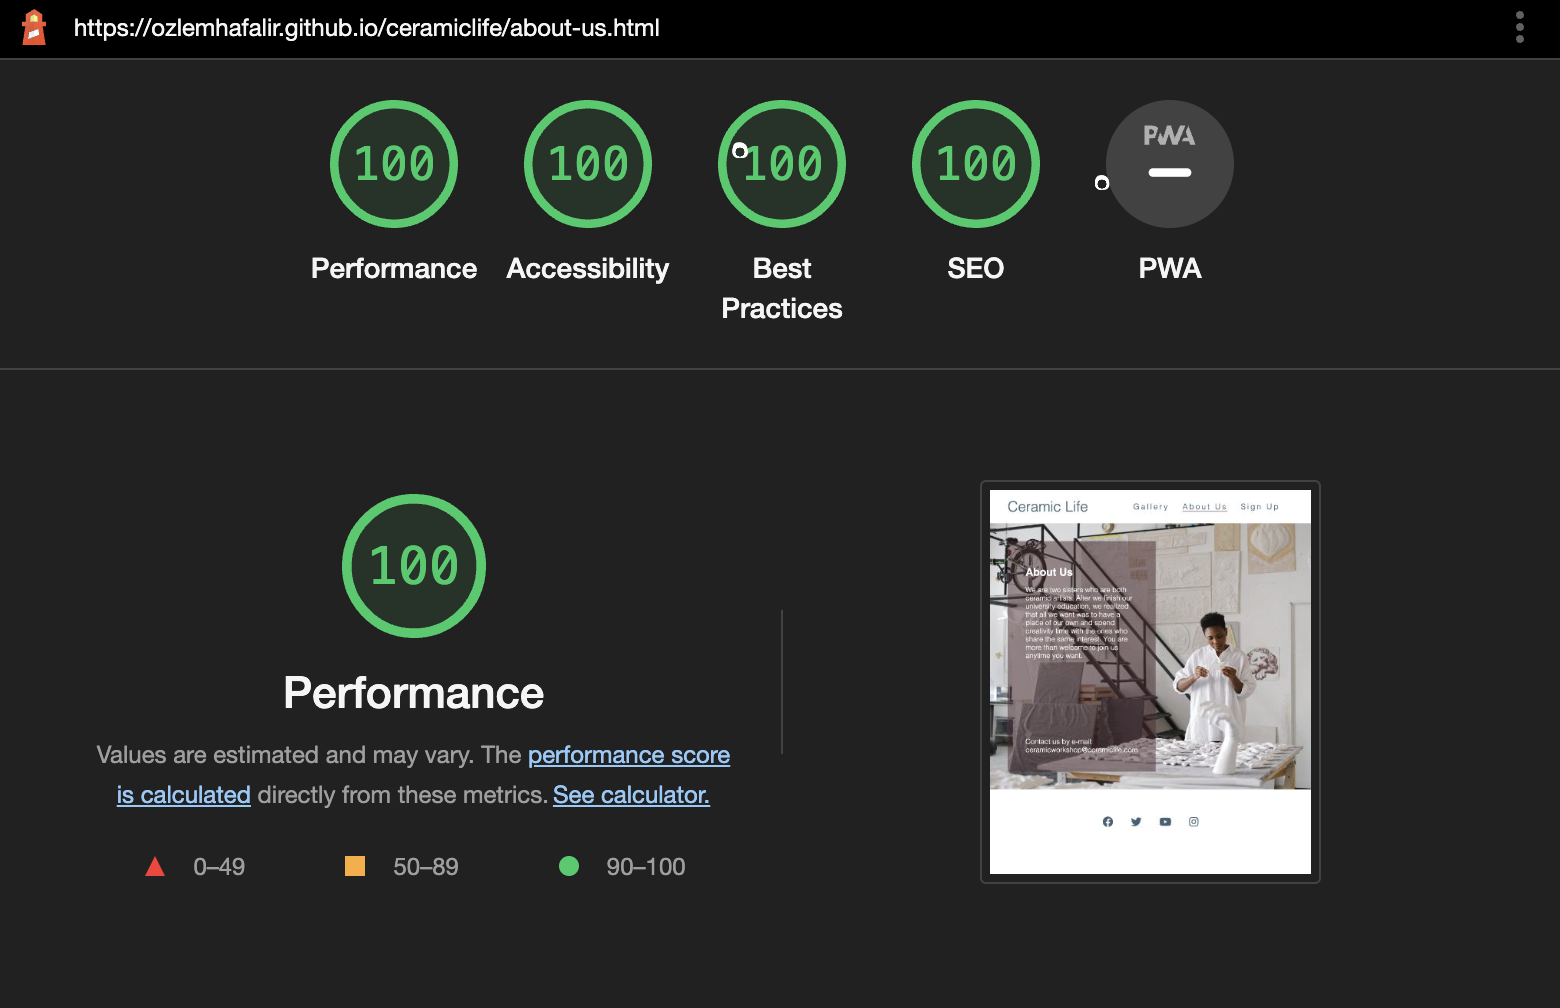 https://ozlemhafalir.github.io/ceramiclife/about-us.html
100
100
100
100
PWA
Performance
Accessibility
Best
Practices
SEO
PWA
100
Performance
Values are estimated and may vary. The performance score
is calculated directly from these metrics. See calculator.
0–49
50–89
90–100
Ceramic Life
Gallery
About Us
Sign Up
About Us
We are two sisters who are both
ceramic artists. After we finish our
university education, we realized
that all we want was to have a
place of our own and spend
creativity time with the ones who
share the same interest. You are
more than welcome to join us
anytime you want.
Contact us by e-mail
ceramicworkshop@ceramiclife.com